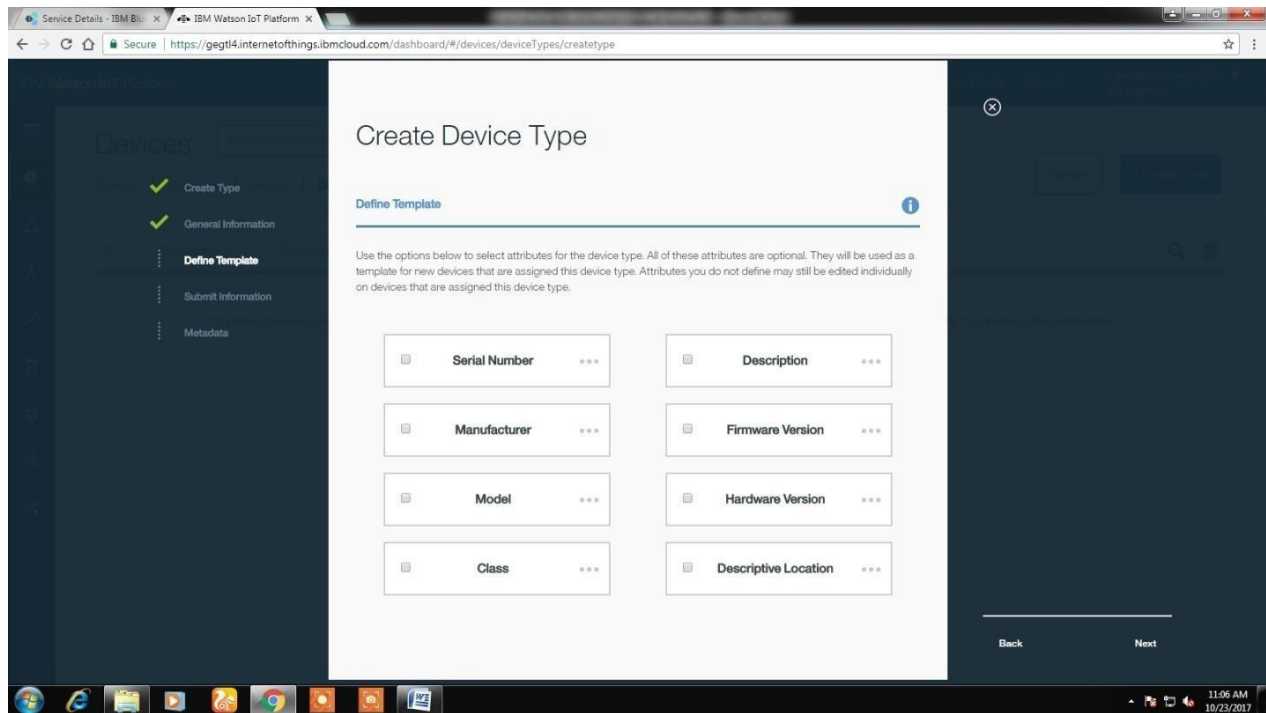 Service Details - IBM Blu
IBM Watson IoT Platform
Secure | https://gegtl4.internetofthings.ibmcloud.com/dashboard/#/devices/deviceTypes/createtype
IBM Watson IoT Platform
Devices
Create Device Type
Create Type
General Information
Define Template
Submit Information
Metadata
Define Template
Use the options below to select attributes for the device type. All of these attributes are optional. They will be used as a
template for new devices that are assigned this device type. Attributes you do not define may still be edited individually
on devices that are assigned this device type.
Serial Number
Description
Manufacturer
Firmware Version
Model
Hardware Version
Class
Descriptive Location
Back
Next
11:06 AM
10/23/2017